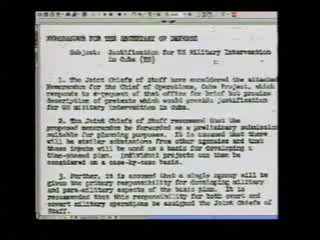 MEMORANDUM FOR THE SECRETARY OF DEFENSE
Subject: Justification for US Military Intervention
in Cuba (TS)
1. The Joint Chiefs of Staff have considered the attached
Memorandum for the Chief of Operations, Cuba Project, which
responds to a request of that office for brief but precise
description of pretexts which would provide justification
for US military intervention in Cuba.
2. The Joint Chiefs of Staff recommend that the
proposed memorandum be forwarded as a preliminary submission
suitable for planning purposes. It is assumed that there
will be similar submissions from other agencies and that
these inputs will be used as a basis for developing a
time-phased plan. Individual projects can then be
considered on a case-by-case basis.
3. Further, it is assumed that a single agency will be
given the primary responsibility for developing military
and para-military aspects of the basic plan. It is
recommended that this responsibility for both overt and
covert military operations be assigned the Joint Chiefs of
Staff.